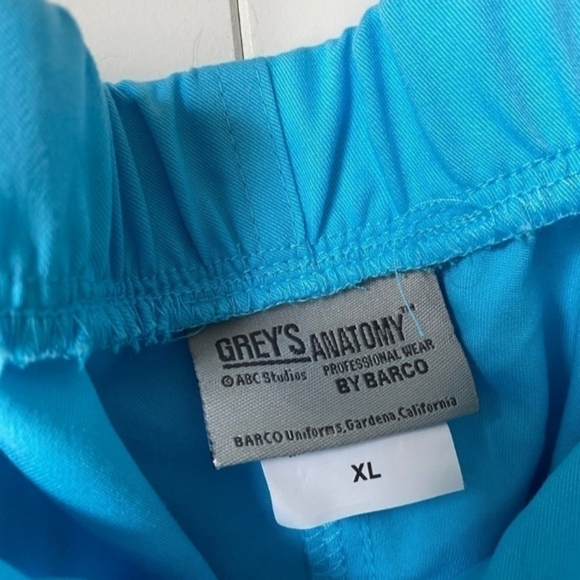 GREY'S ANATOMY™
PROFESSIONAL WEAR
© ABC Studios
BY BARCO
BARCO Uniforms, Gardena, California
XL